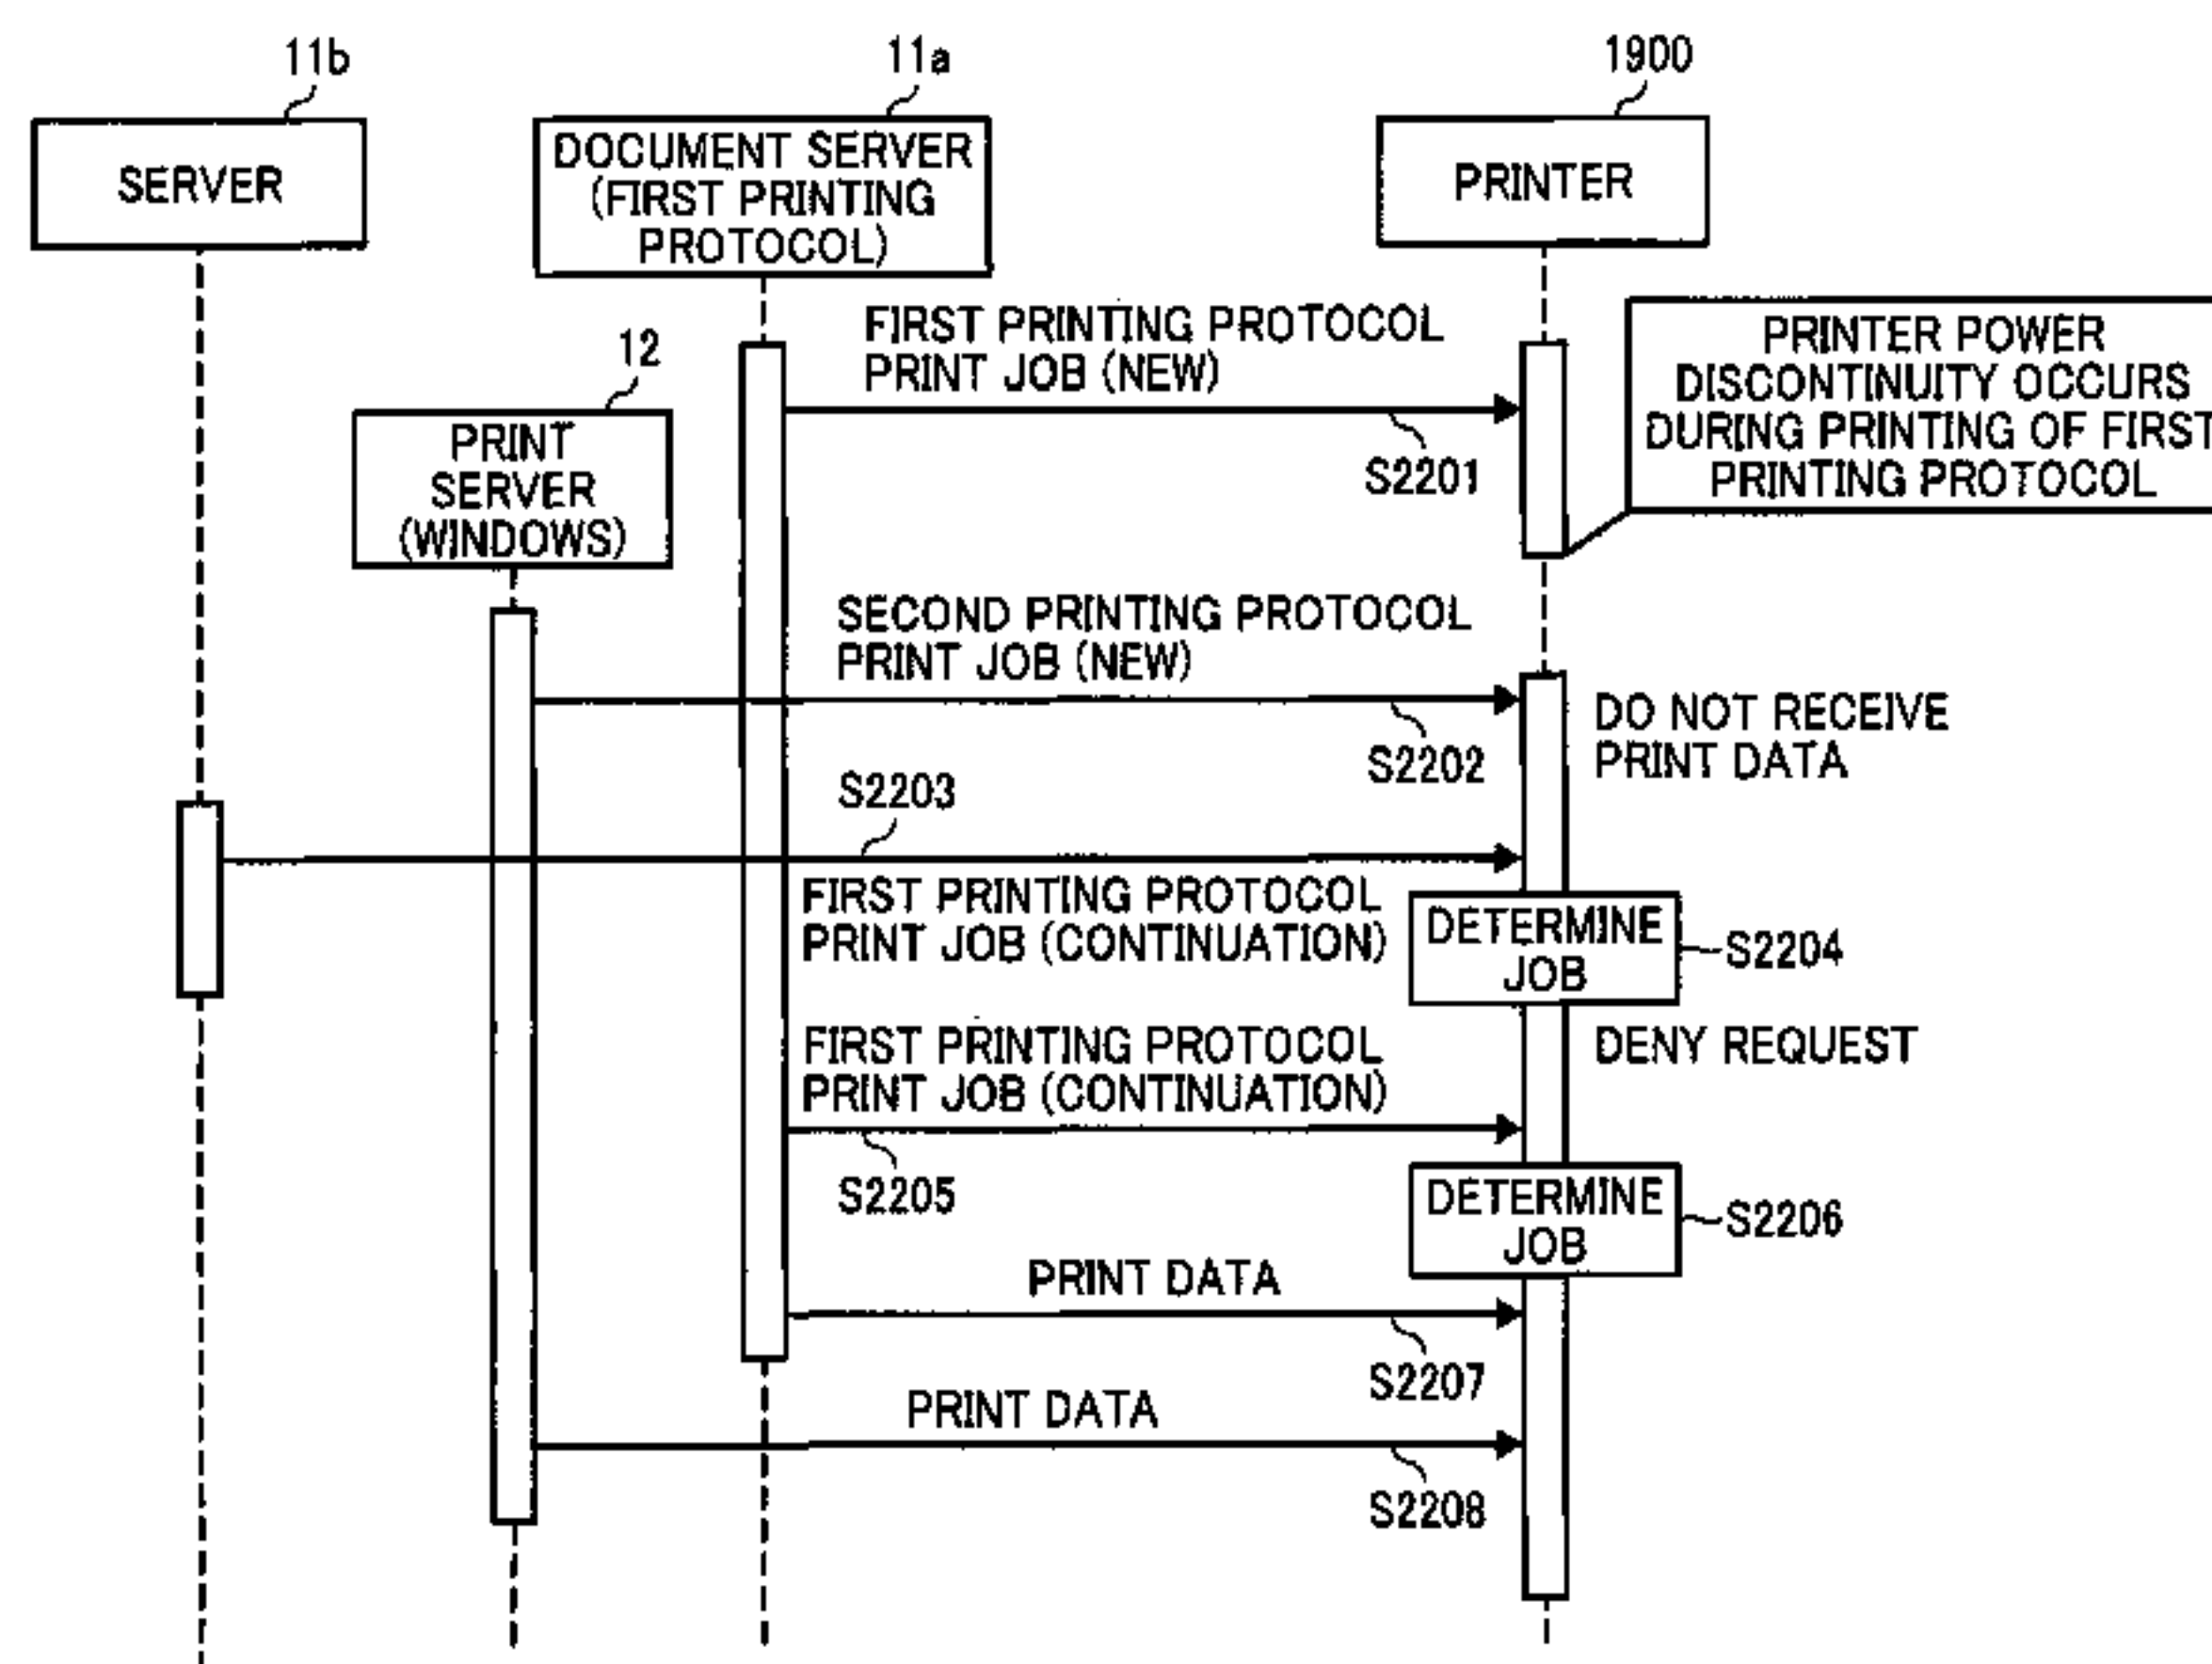 11b
11a
1900
SERVER
DOCUMENT SERVER
(FIRST PRINTING
PROTOCOL)
PRINTER
12
PRINT
SERVER
(WINDOWS)
FIRST PRINTING PROTOCOL
PRINT JOB (NEW)
S2201
PRINTER POWER
DISCONTINUITY OCCURS
DURING PRINTING OF FIRST
PRINTING PROTOCOL
SECOND PRINTING PROTOCOL
PRINT JOB (NEW)
S2202
DO NOT RECEIVE
PRINT DATA
S2203
FIRST PRINTING PROTOCOL
PRINT JOB (CONTINUATION)
DETERMINE
JOB
S2204
DENY REQUEST
FIRST PRINTING PROTOCOL
PRINT JOB (CONTINUATION)
S2205
DETERMINE
JOB
S2206
PRINT DATA
S2207
PRINT DATA
S2208